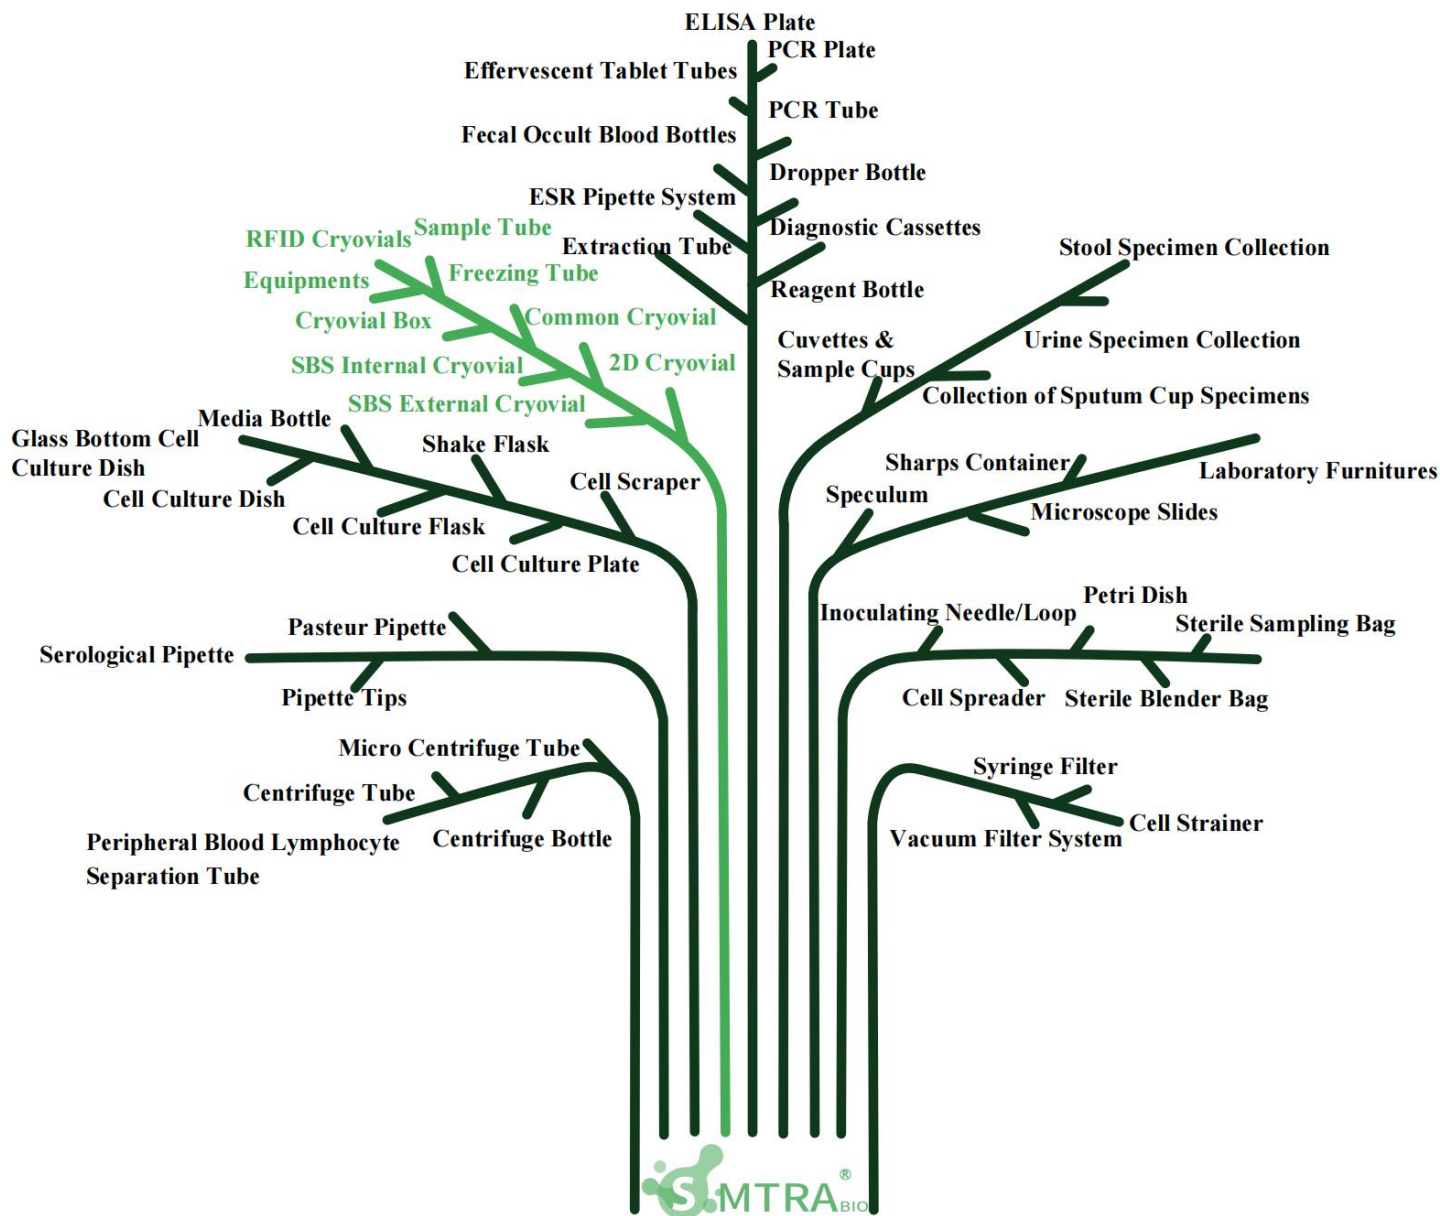 ELISA Plate
PCR Plate
Effervescent Tablet Tubes
PCR Tube
Fecal Occult Blood Bottles
Dropper Bottle
ESR Pipette System
Diagnostic Cassettes
Extraction Tube
Reagent Bottle
RFID Cryovials
Sample Tube
Equipments
Freezing Tube
Cryovial Box
Common Cryovial
SBS Internal Cryovial
2D Cryovial
SBS External Cryovial
Stool Specimen Collection
Urine Specimen Collection
Cuvettes &
Sample Cups
Collection of Sputum Cup Specimens
Media Bottle
Glass Bottom Cell
Culture Dish
Shake Flask
Cell Culture Dish
Cell Scraper
Cell Culture Flask
Cell Culture Plate
Sharps Container
Laboratory Furnitures
Speculum
Microscope Slides
Pasteur Pipette
Serological Pipette
Pipette Tips
Inoculating Needle/Loop
Petri Dish
Sterile Sampling Bag
Cell Spreader
Sterile Blender Bag
Micro Centrifuge Tube
Centrifuge Tube
Peripheral Blood Lymphocyte
Separation Tube
Centrifuge Bottle
Syringe Filter
Vacuum Filter System
Cell Strainer
SMTRA®
BIO